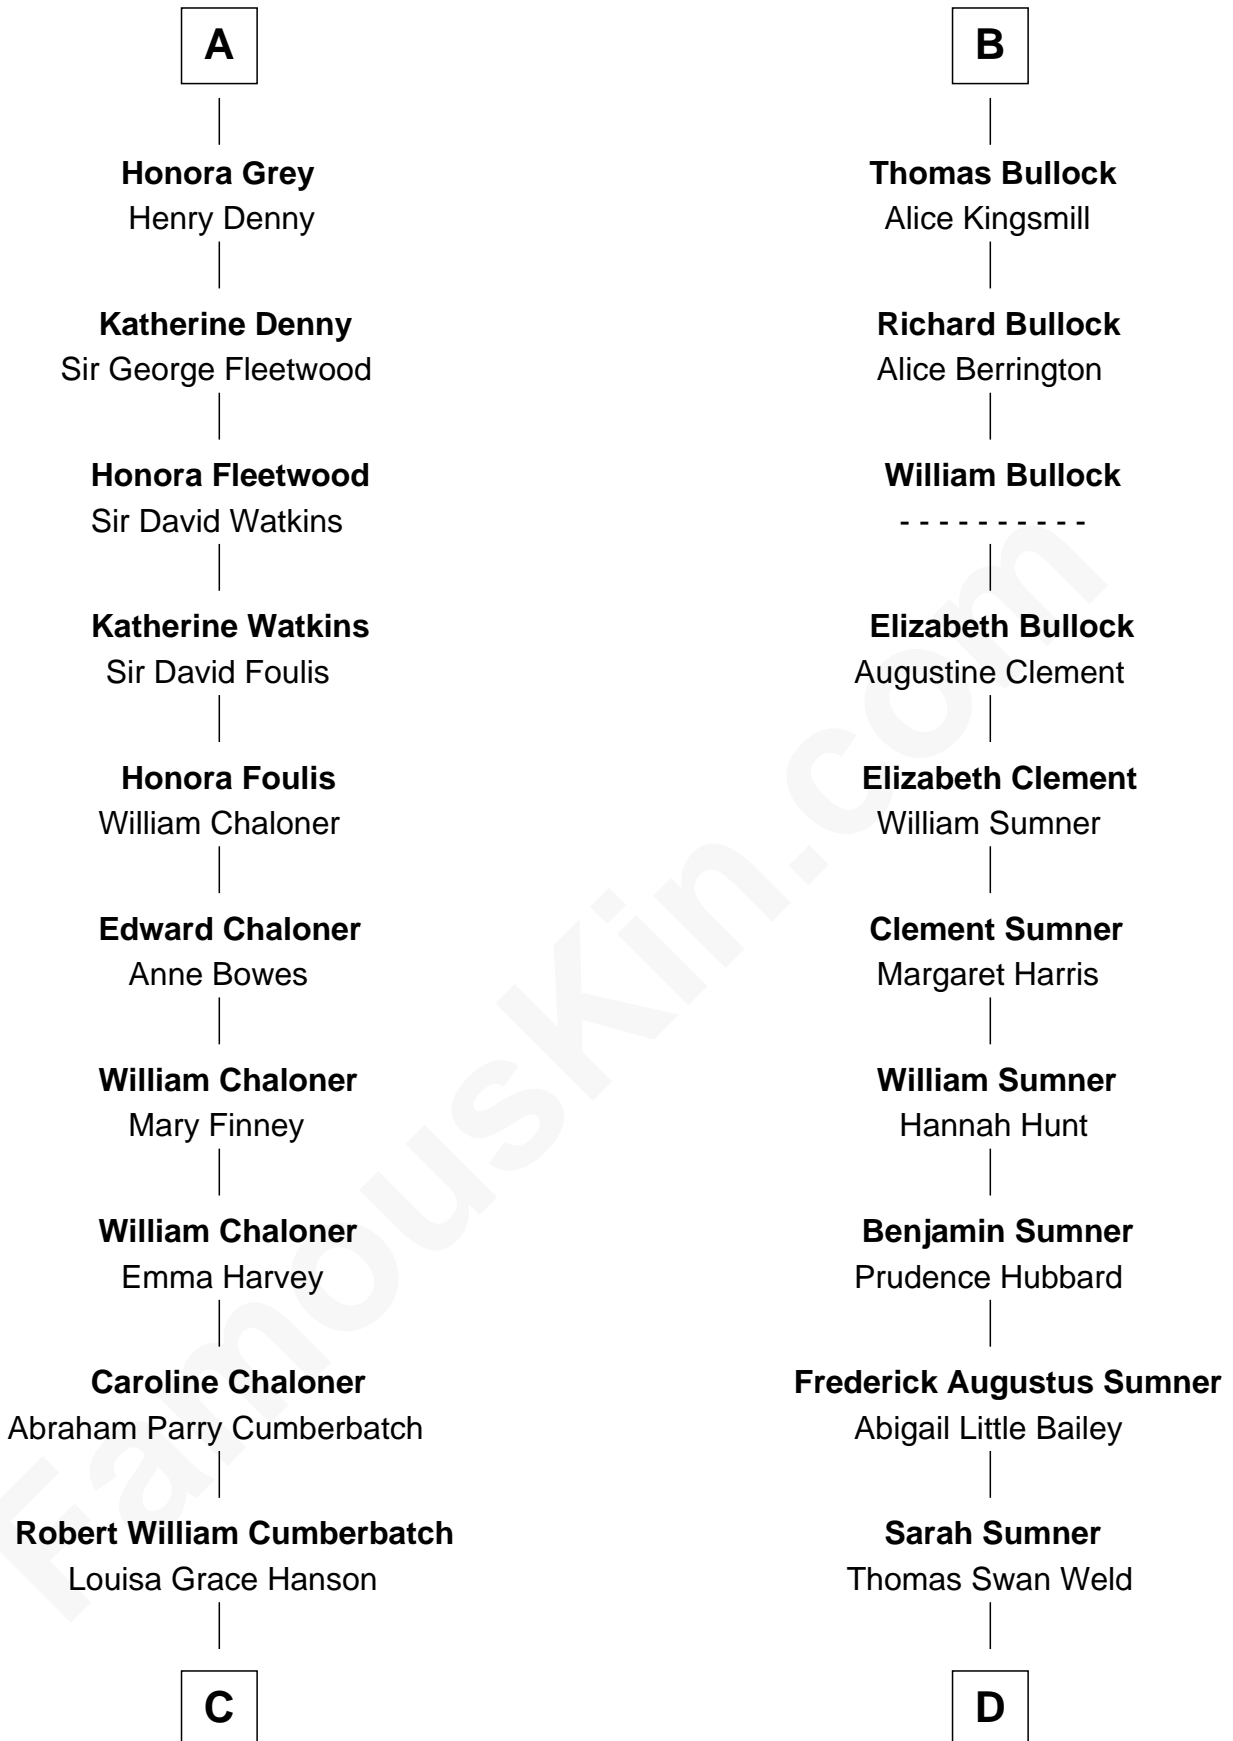 A
Honora Grey
Henry Denny
Katherine Denny
Sir George Fleetwood
Honora Fleetwood
Sir David Watkins
Katherine Watkins
Sir David Foulis
Honora Foulis
William Chaloner
Edward Chaloner
Anne Bowes
William Chaloner
Mary Finney
William Chaloner
Emma Harvey
Caroline Chaloner
Abraham Parry Cumberbatch
Robert William Cumberbatch
Louisa Grace Hanson
C
B
Thomas Bullock
Alice Kingsmill
Richard Bullock
Alice Berrington
William Bullock
- - - - - - - - - -
Elizabeth Bullock
Augustine Clement
Elizabeth Clement
William Sumner
Clement Sumner
Margaret Harris
William Sumner
Hannah Hunt
Benjamin Sumner
Prudence Hubbard
Frederick Augustus Sumner
Abigail Little Bailey
Sarah Sumner
Thomas Swan Weld
D
FamousKin.com